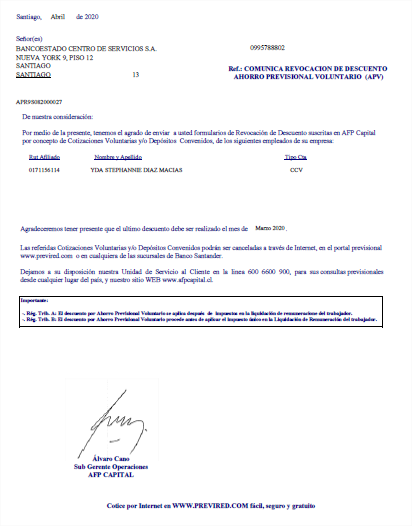 Santiago, Abril de 2020
Señor(es)
BANCOESTADO CENTRO DE SERVICIOS S.A.
0995788802
NUEVA YORK 9, PISO 12
SANTIAGO
SANTIAGO 13
Ref.: COMUNICA REVOCACION DE DESCUENTO
AHORRO PREVISIONAL VOLUNTARIO (APV)
APR9S082000027
De nuestra consideración:
Por medio de la presente, tenemos el agrado de enviar a usted formularios de Revocación de Descuento suscritas en AFP Capital
por concepto de Cotizaciones Voluntarias y/o Depósitos Convenidos, de los siguientes empleados de su empresa:
Rut Afiliado Nombre y Apellido Tipo Cta
0171156114 YDA STEPHANNIE DIAZ MACIAS CCV
Agradeceremos tener presente que el ultimo descuento debe ser realizado el mes de Marzo 2020
Las referidas Cotizaciones Voluntarias y/o Depósitos Convenidos podrán ser canceladas a través de Internet, en el portal previsional
www.previred.com o en cualquiera de las sucursales de Banco Santander.
Dejamos a su disposición nuestra Unidad de Servicio al Cliente en la linea 600 6600 900, para sus consultas previsionales
desde cualquier lugar del país, y nuestro sitio WEB www.afpcapital.cl.
Importante:
-. Rég. Trib. A: El descuento por Ahorro Previsional Voluntario se aplica después de impuestos en la liquidación de remuneracione del trabajador.
-. Rég. Trib. B: El descuento por Ahorro Previsional Voluntario procede antes de aplicar el impuesto único en la Liquidación de Remuneración del trabajador.
Álvaro Cano
Sub Gerente Operaciones
AFP CAPITAL
Cotice por Internet en WWW.PREVIRED.COM fácil, seguro y gratuito